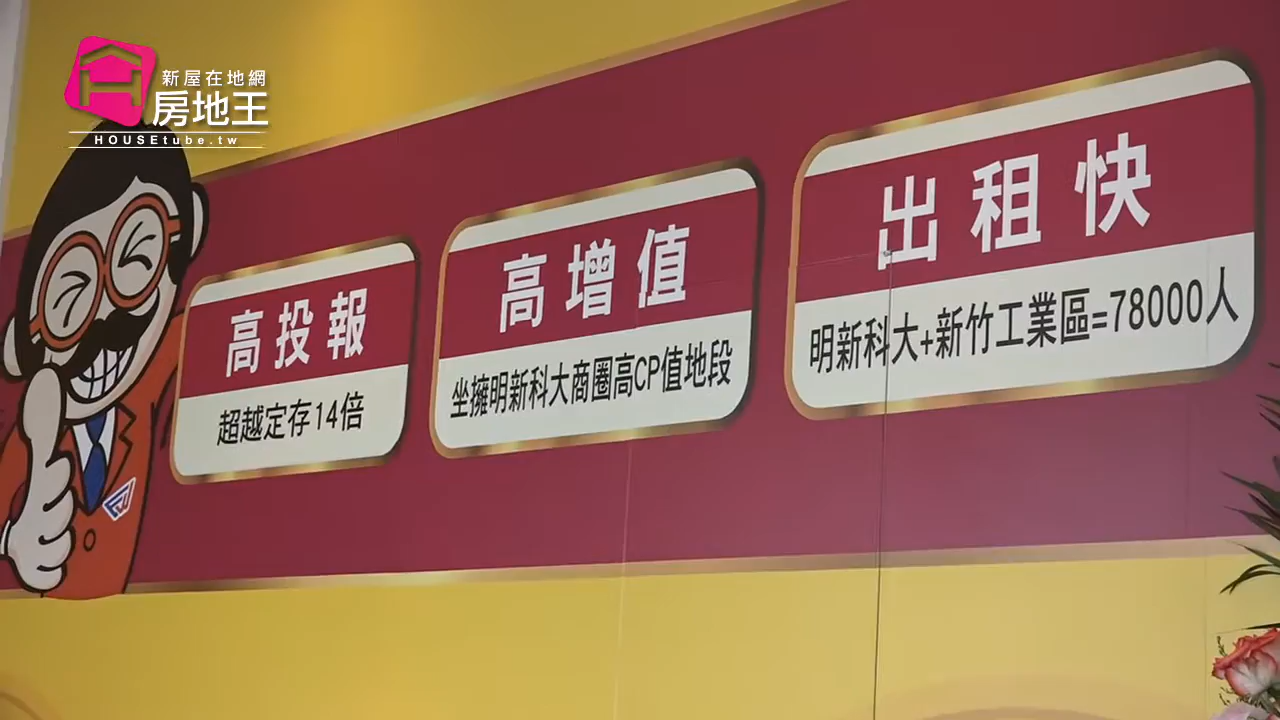 新屋在地網
房地王
HOUSEtube.tw
高投報
超越定存14倍
高增值
坐擁明新科大商圈高CP值地段
出租快
明新科大+新竹工業區=78000人